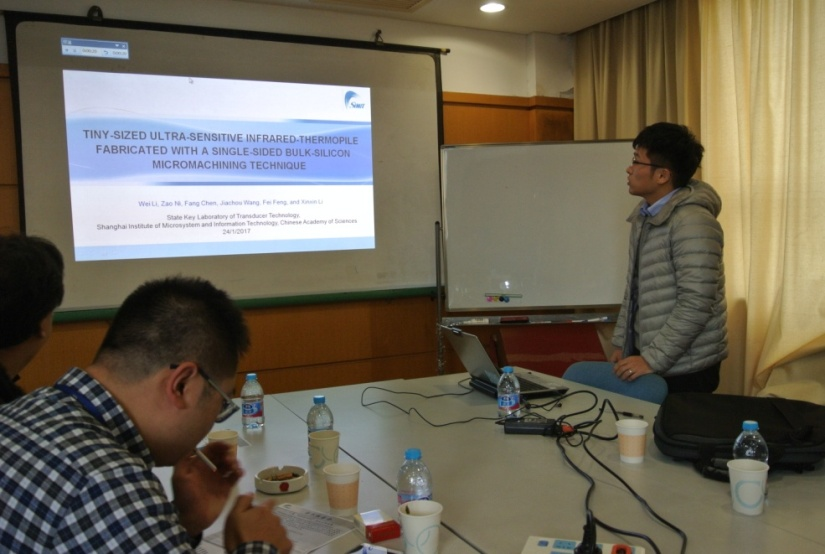 TINY-SIZED ULTRA-SENSITIVE INFRARED-THERMOPILE
FABRICATED WITH A SINGLE-SIDED BULK-SILICON
MICROMACHINING TECHNIQUE
Wei Li, Zao Ni, Fang Chen, Jiachou Wang, Fei Feng, and Xinxin Li
State Key Laboratory of Transducer Technology,
Shanghai Institute of Microsystem and Information Technology, Chinese Academy of Sciences
24/1/2017